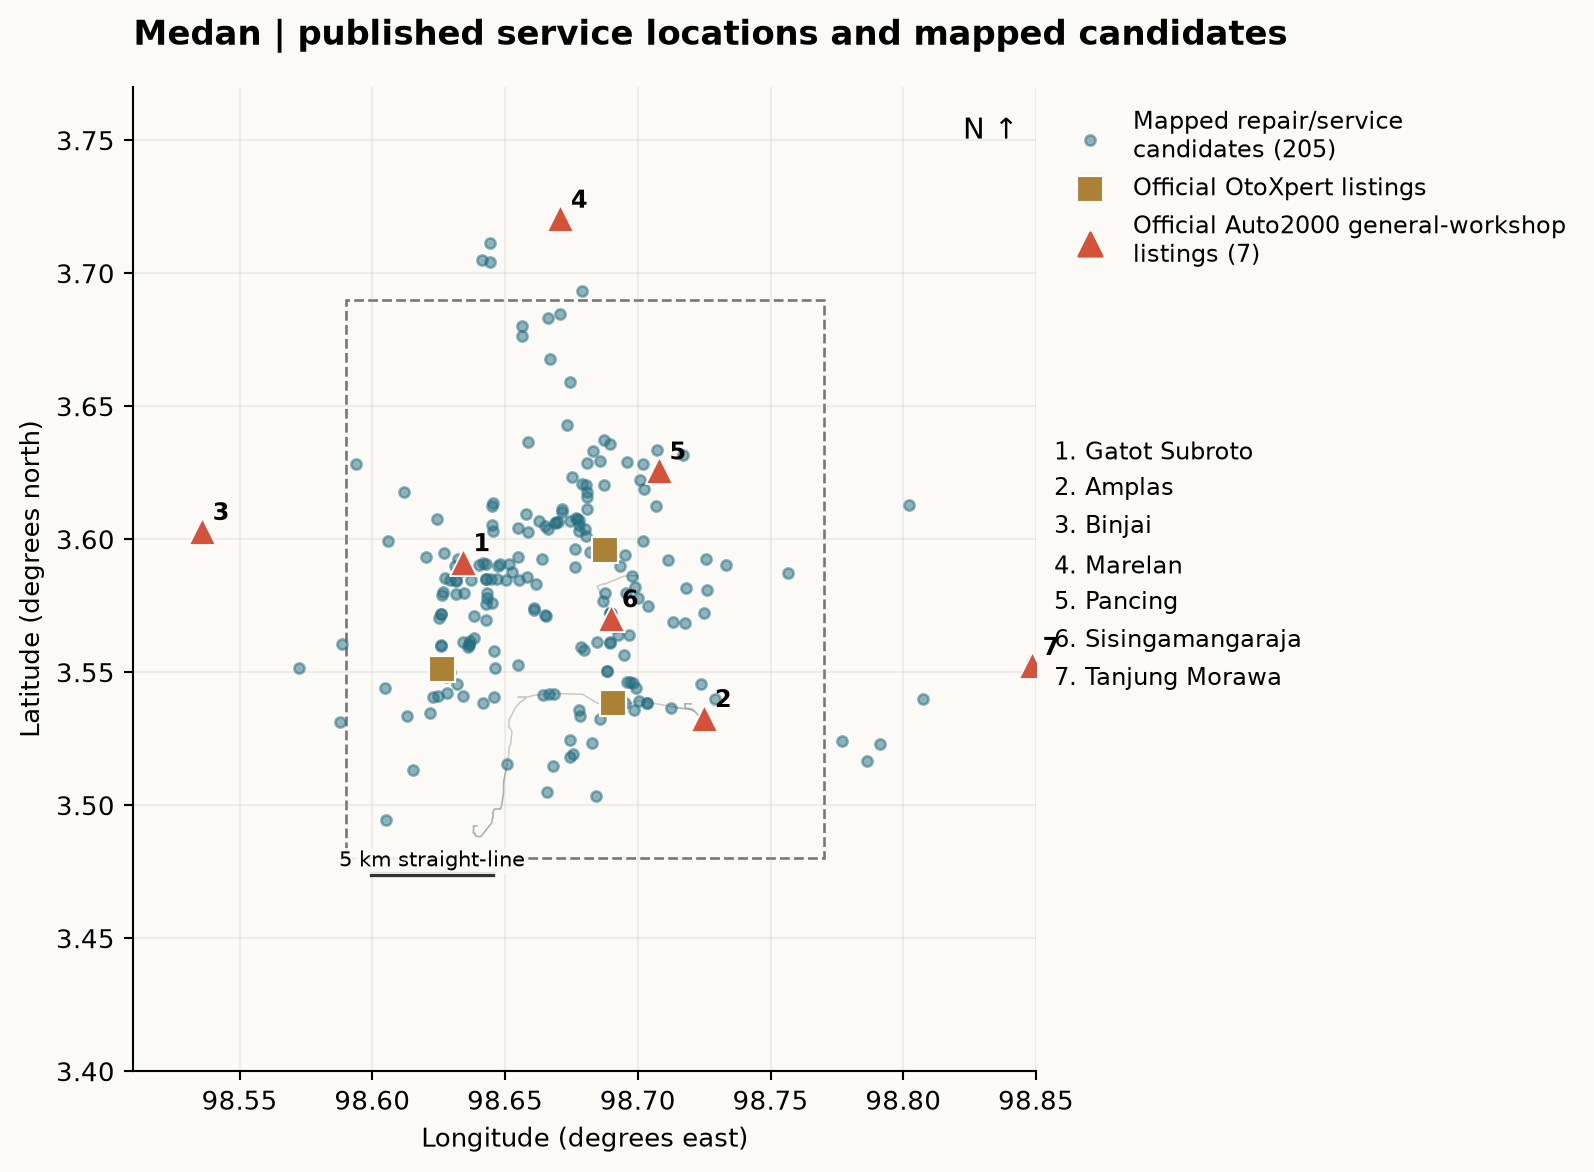 Medan | published service locations and mapped candidates
N ↑
Mapped repair/service
candidates (205)
Official OtoXpert listings
Official Auto2000 general-workshop
listings (7)
3.75
3.70
3.65
3.60
3.55
3.50
3.45
3.40
Latitude (degrees north)
4
5
3
1
6
7
2
1. Gatot Subroto
2. Amplas
3. Binjai
4. Marelan
5. Pancing
6. Sisingamangaraja
7. Tanjung Morawa
5 km straight-line
98.55 98.60 98.65 98.70 98.75 98.80 98.85
Longitude (degrees east)